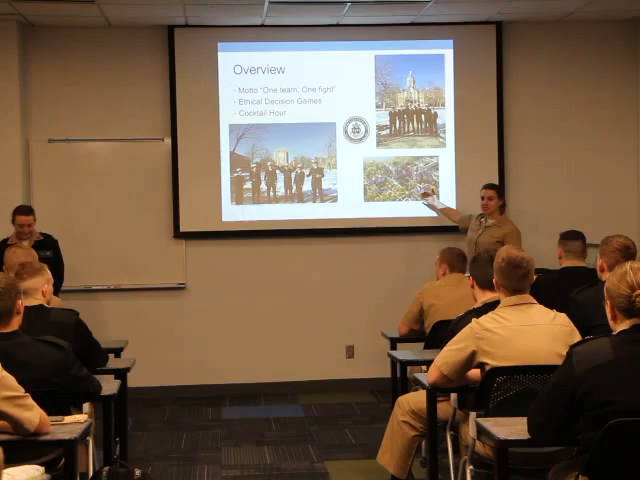 Overview
· Motto "One team, One fight"
· Ethical Decision Games
· Cocktail Hour